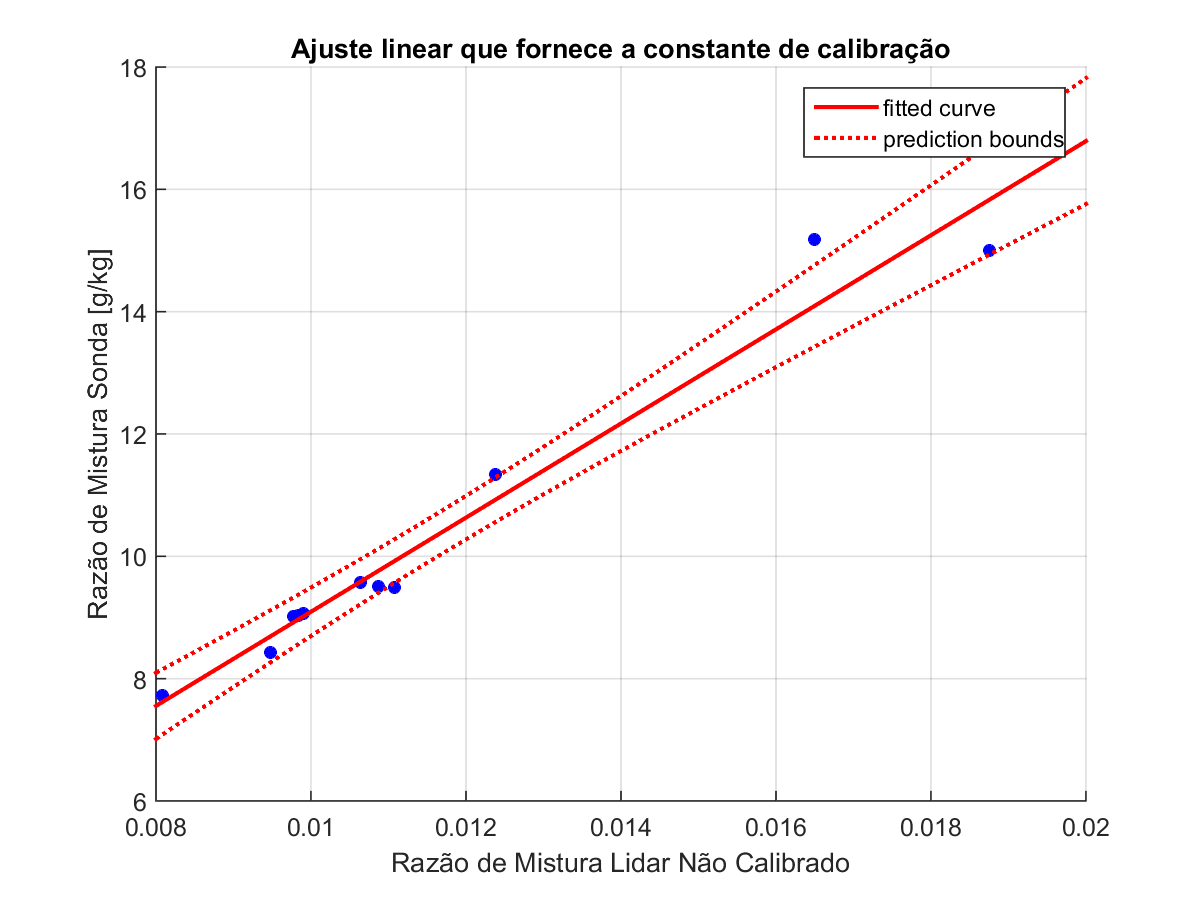 Ajuste linear que fornece a constante de calibração
fitted curve
prediction bounds
Razão de Mistura Sonda [g/kg]
18
16
14
12
10
8
6
0.008 0.01 0.012 0.014 0.016 0.018 0.02
Razão de Mistura Lidar Não Calibrado